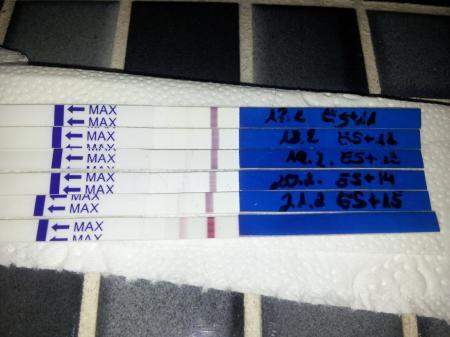 MAX 17.2 ES+11
MAX
MAX 18.2 ES+12
MAX 19.2. ES+13
MAX 20.2. ES+14
MAX
MAX
MAX 21.2 ES+15
MAX
MAX